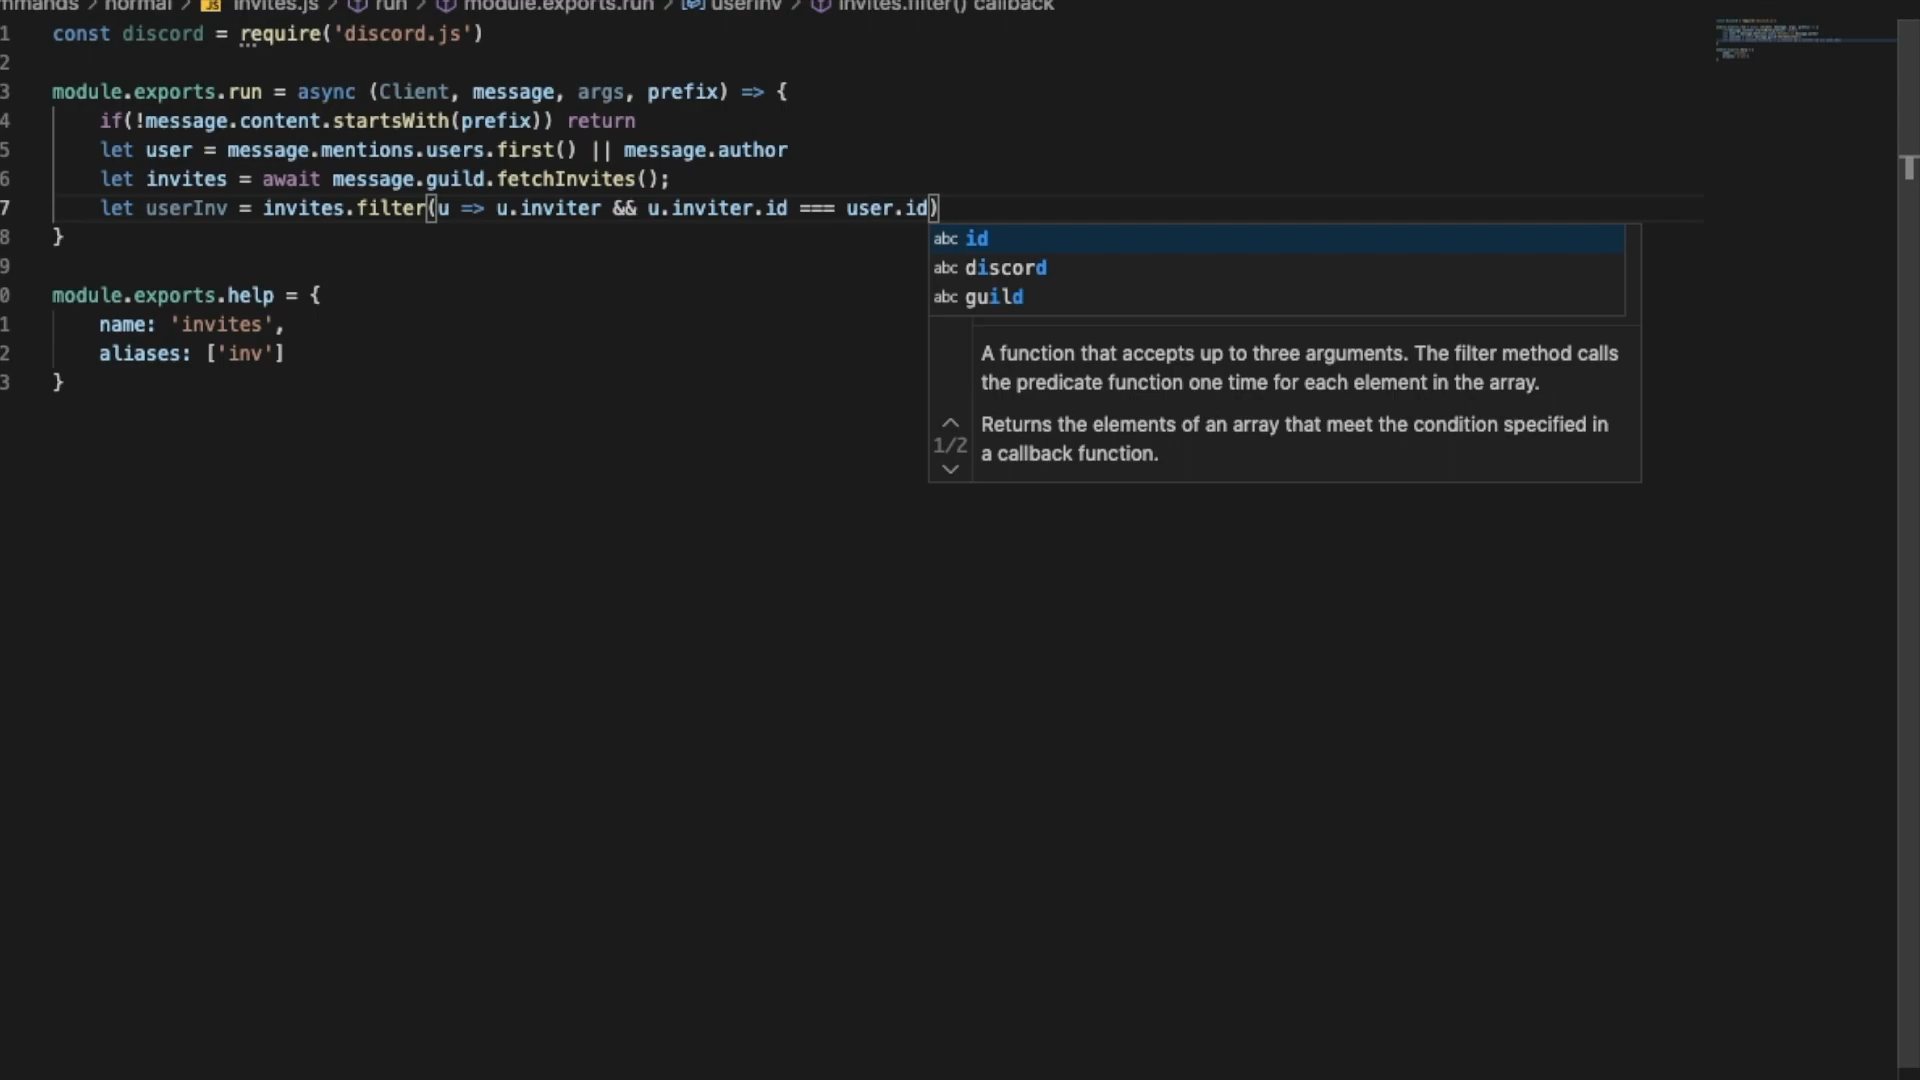 mmands > normal > JS invites.js > run > module.exports.run > userInv > invites.filter() callback
1 const discord = require('discord.js')
2
3 module.exports.run = async (Client, message, args, prefix) => {
4 if(!message.content.startsWith(prefix)) return
5 let user = message.mentions.users.first() || message.author
6 let invites = await message.guild.fetchInvites();
7 let userInv = invites.filter(u => u.inviter && u.inviter.id === user.id)
8 }
9
0 module.exports.help = {
1 name: 'invites',
2 aliases: ['inv']
3 }
abc id
abc discord
abc guild
A function that accepts up to three arguments. The filter method calls
the predicate function one time for each element in the array.
Returns the elements of an array that meet the condition specified in
1/2
a callback function.
T